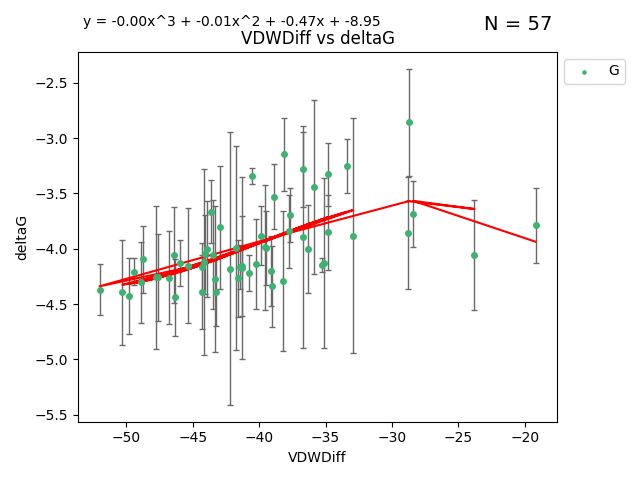 y = -0.00x^3 + -0.01x^2 + -0.47x + -8.95
N = 57
VDWDiff vs deltaG
G
−2.5
−3.0
−3.5
−4.0
−4.5
−5.0
−5.5
deltaG
−50
−45
−40
−35
−30
−25
−20
VDWDiff